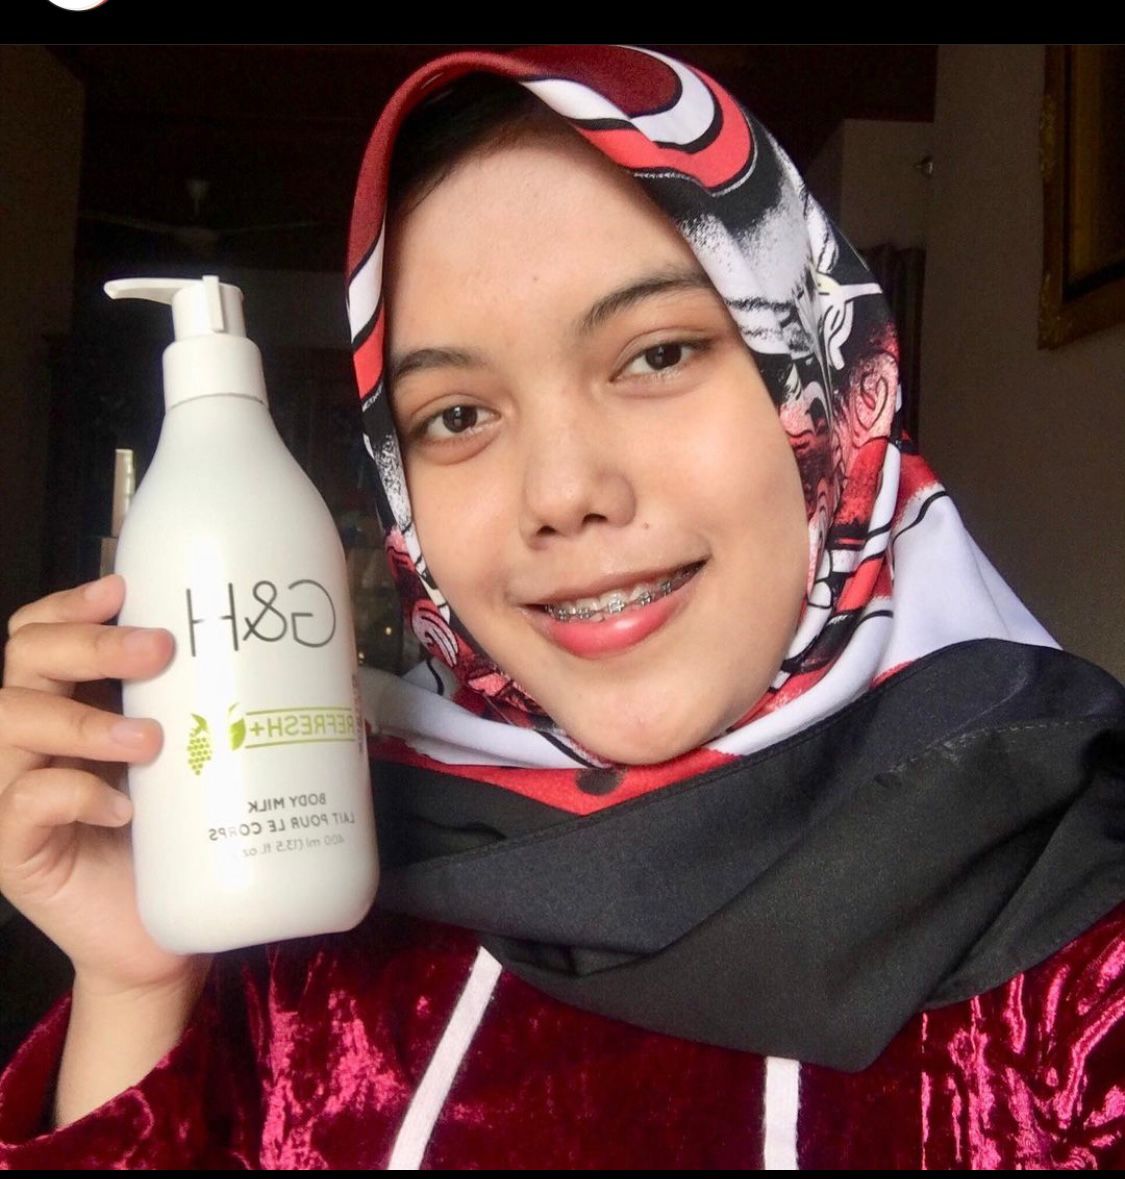 G&H
REFRESH+
BODY MILK
LAIT POUR LE CORPS
400 ml (13.5 fl. oz.)